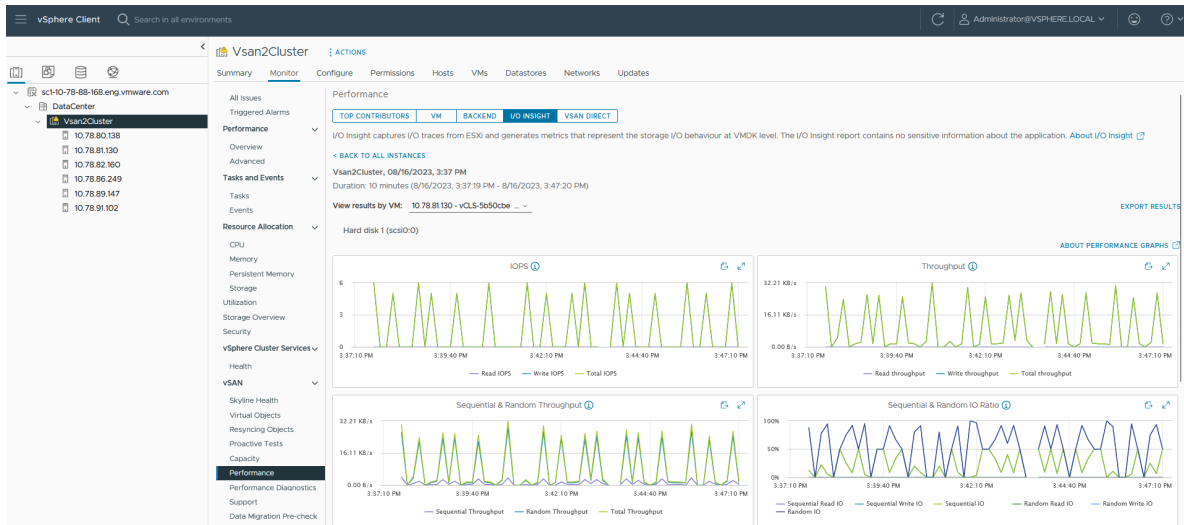 vSphere Client
Search in all environments
Administrator@VSPHERE.LOCAL
sc1-10-78-88-168.eng.vmware.com
DataCenter
Vsan2Cluster
10.78.80.138
10.78.81.130
10.78.82.160
10.78.86.249
10.78.89.147
10.78.91.102
Vsan2Cluster
ACTIONS
Summary Monitor Configure Permissions Hosts VMs Datastores Networks Updates
All Issues
Triggered Alarms
Performance
Overview
Advanced
Tasks and Events
Tasks
Events
Resource Allocation
CPU
Memory
Persistent Memory
Storage
Utilization
Storage Overview
Security
vSphere Cluster Services
Health
vSAN
Skyline Health
Virtual Objects
Resyncing Objects
Proactive Tests
Capacity
Performance
Performance Diagnostics
Support
Data Migration Pre-check
Performance
TOP CONTRIBUTORS VM BACKEND I/O INSIGHT VSAN DIRECT
I/O Insight captures I/O traces from ESXi and generates metrics that represent the storage I/O behaviour at VMDK level. The I/O Insight report contains no sensitive information about the application. About I/O Insight
< BACK TO ALL INSTANCES
Vsan2Cluster, 08/16/2023, 3:37 PM
Duration: 10 minutes (8/16/2023, 3:37:19 PM - 8/16/2023, 3:47:20 PM)
View results by VM: 10.78.81.130 - vCLS-5b50cbe ...
EXPORT RESULTS
Hard disk 1 (scsi0:0)
ABOUT PERFORMANCE GRAPHS
IOPS
6
3
0
3:37:10 PM 3:39:40 PM 3:42:10 PM 3:44:40 PM 3:47:10 PM
Read IOPS Write IOPS Total IOPS
Throughput
32.21 KB/s
16.11 KB/s
0.00 B/s
3:37:10 PM 3:39:40 PM 3:42:10 PM 3:44:40 PM 3:47:10 PM
Read throughput Write throughput Total throughput
Sequential & Random Throughput
32.21 KB/s
16.11 KB/s
0.00 B/s
3:37:10 PM 3:39:40 PM 3:42:10 PM 3:44:40 PM 3:47:10 PM
Sequential Throughput Random Throughput Total Throughput
Sequential & Random IO Ratio
100%
50%
0%
3:37:10 PM 3:39:40 PM 3:42:10 PM 3:44:40 PM 3:47:10 PM
Sequential Read IO Sequential Write IO Sequential IO Random Read IO Random Write IO
Random IO